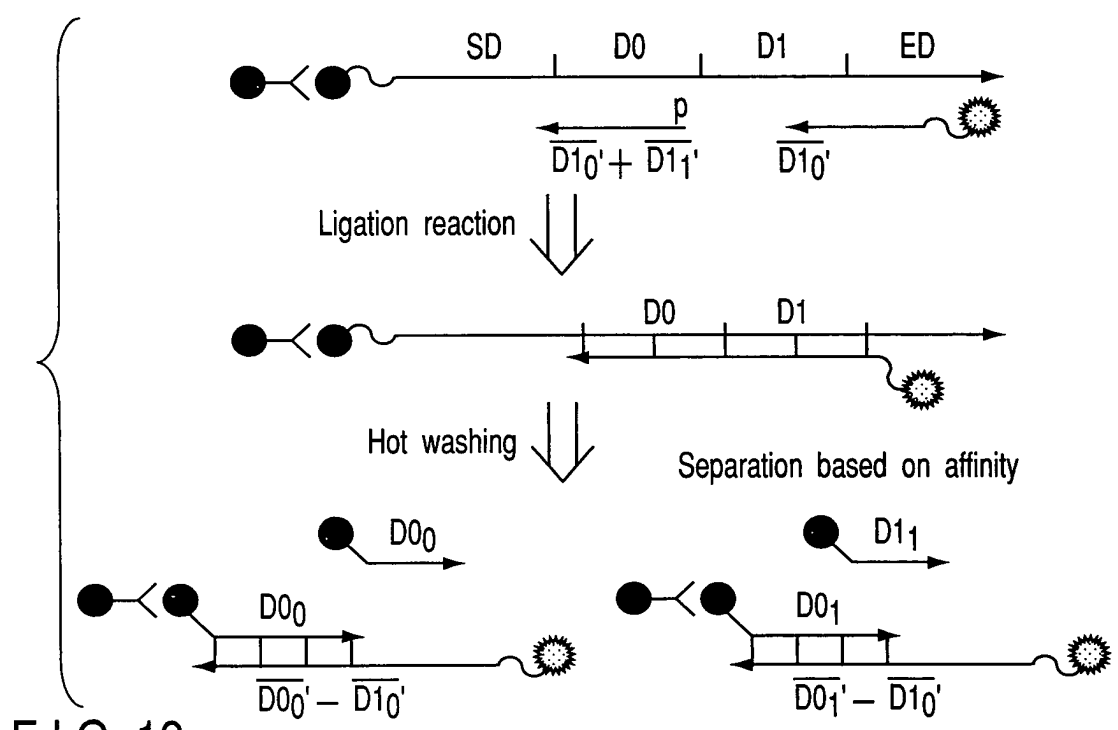 SD D0 D1 ED
p
D1₀' + D1₁' D1₀'
Ligation reaction
D0 D1
Hot washing
Separation based on affinity
D0₀ D1₁
D0₀ D0₁
D0₀' – D1₀' D0₁' – D1₀'